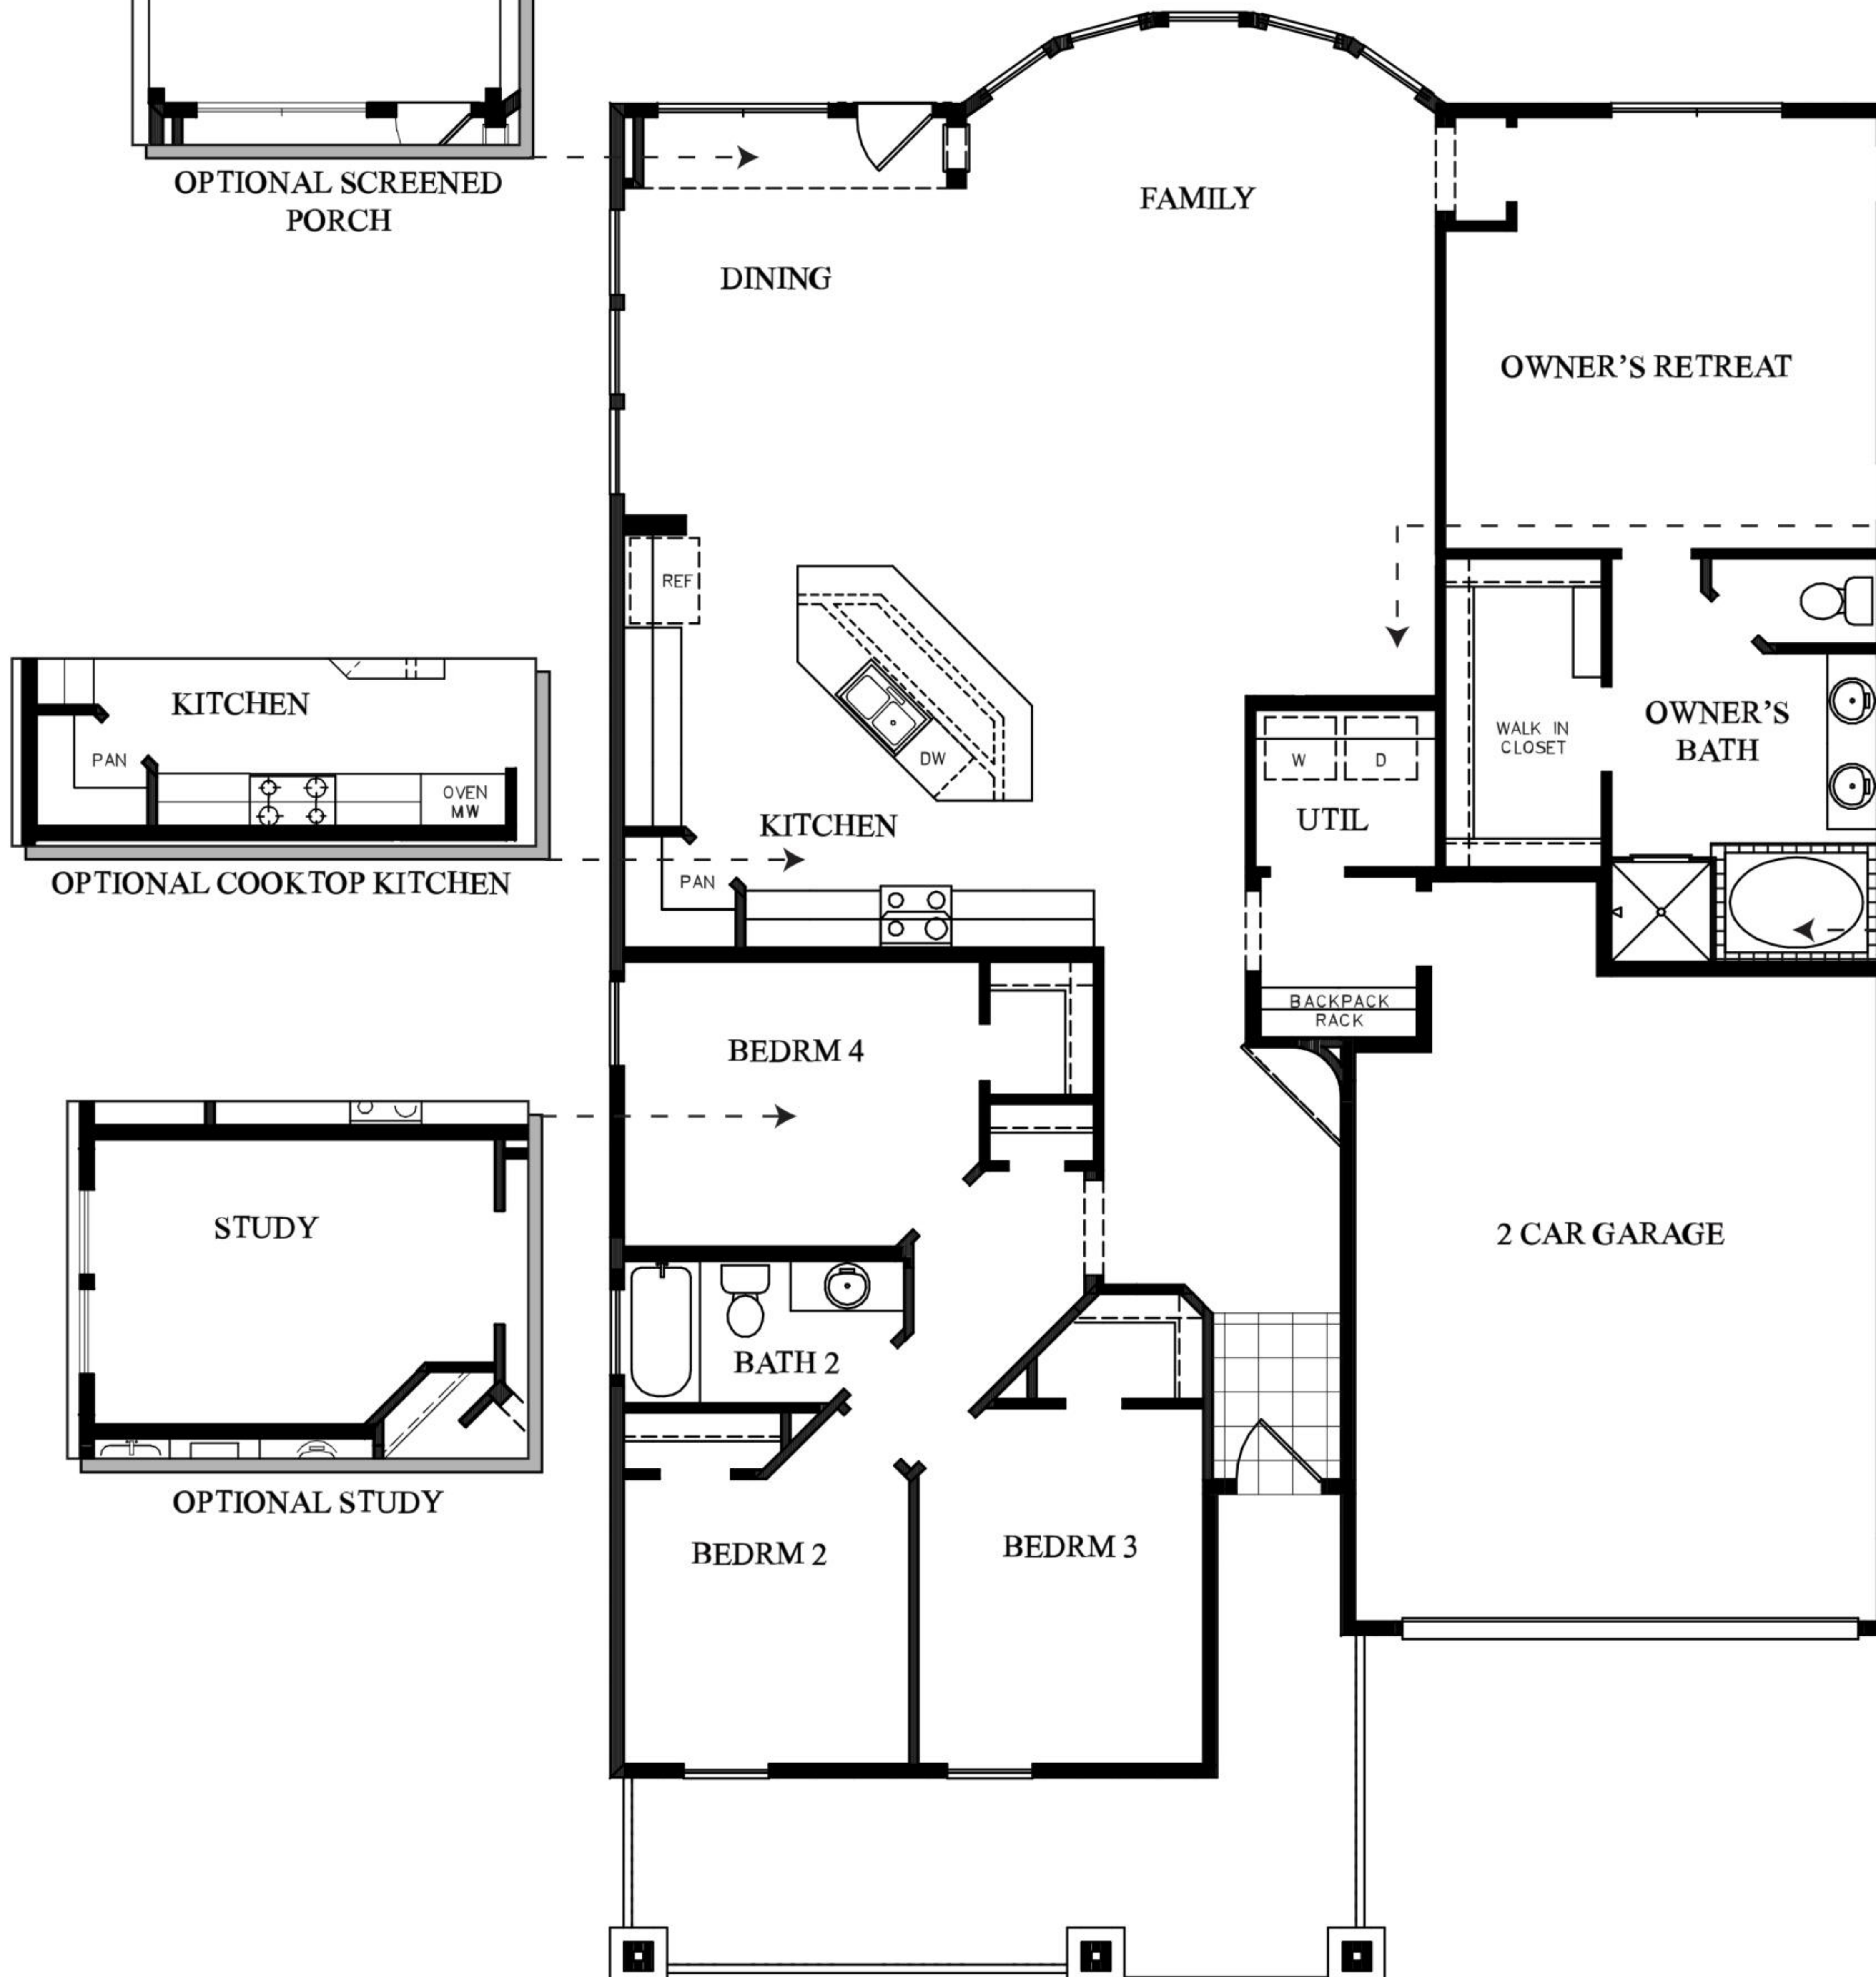 OPTIONAL SCREENED
PORCH
FAMILY
DINING
OWNER'S RETREAT
REF
KITCHEN
PAN
OVEN
MW
OPTIONAL COOKTOP KITCHEN
DW
KITCHEN
PAN
W
D
UTIL
WALK IN
CLOSET
OWNER'S
BATH
BACKPACK
RACK
BEDRM 4
STUDY
OPTIONAL STUDY
2 CAR GARAGE
BATH 2
BEDRM 2
BEDRM 3